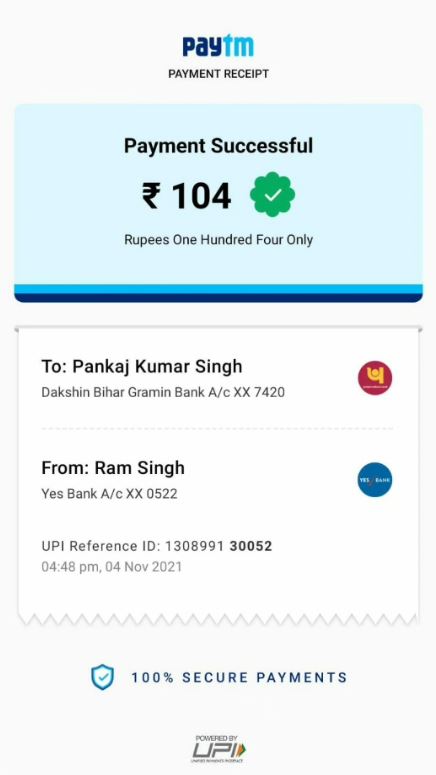 paytm
PAYMENT RECEIPT
Payment Successful
₹ 104
Rupees One Hundred Four Only
To: Pankaj Kumar Singh
Dakshin Bihar Gramin Bank A/c XX 7420
From: Ram Singh
YES BANK
Yes Bank A/c XX 0522
UPI Reference ID: 1308991 30052
04:48 pm, 04 Nov 2021
100% SECURE PAYMENTS
POWERED BY
UPI
UNIFIED PAYMENTS INTERFACE